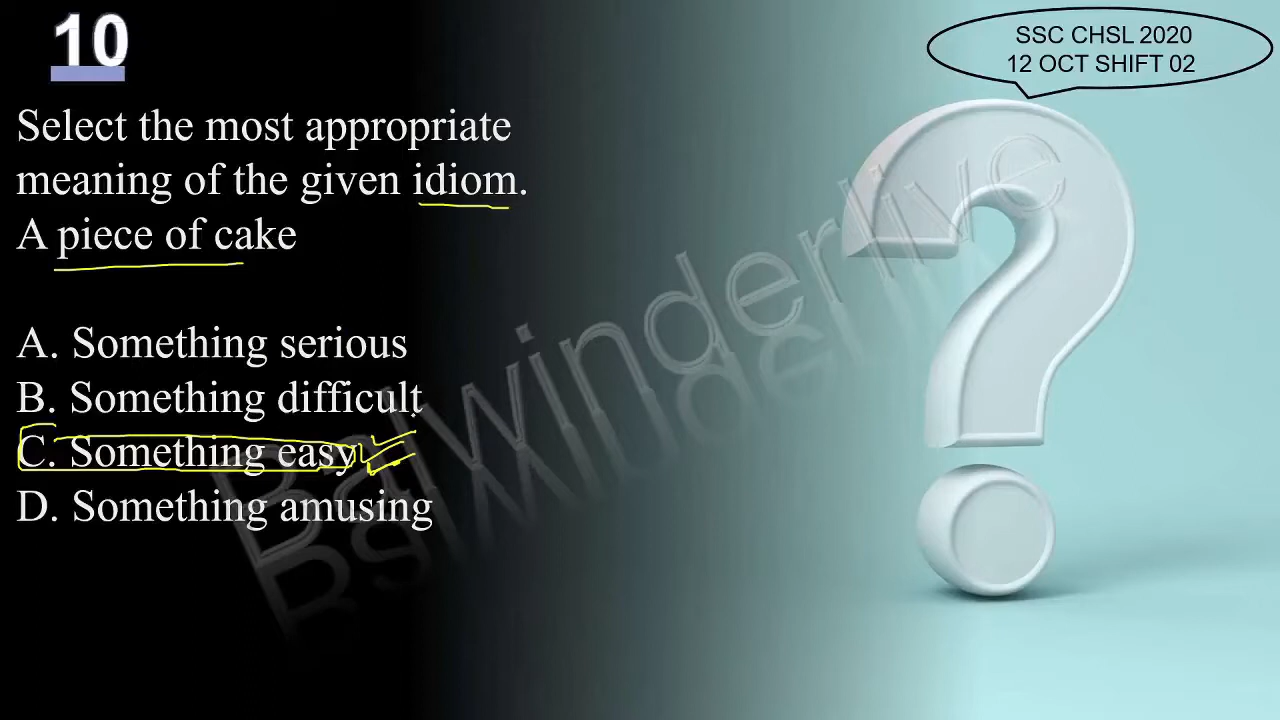 10
SSC CHSL 2020
12 OCT SHIFT 02
Select the most appropriate
meaning of the given idiom.
A piece of cake
A. Something serious
B. Something difficult
C. Something easy
D. Something amusing
Balwinderlive